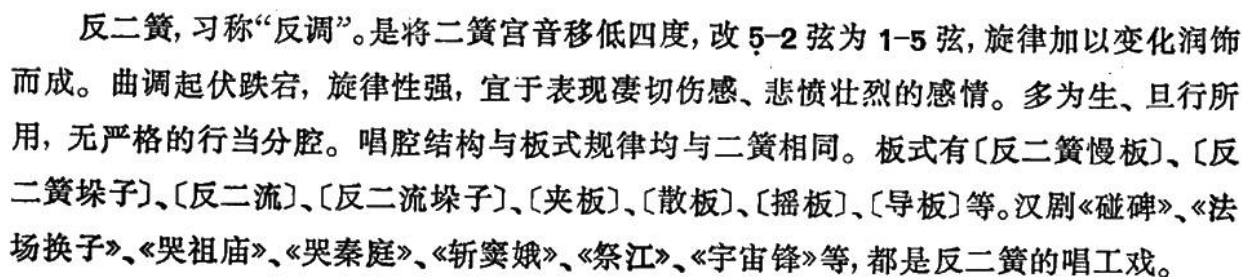 反二簧，习称“反调”。是将二簧宫音移低四度，改 5̣-2 弦为 1-5 弦，旋律加以变化润饰
而成。曲调起伏跌宕，旋律性强，宜于表现凄切伤感、悲愤壮烈的感情。多为生、旦行所
用，无严格的行当分腔。唱腔结构与板式规律均与二簧相同。板式有〔反二簧慢板〕、〔反
二簧垛子〕、〔反二流〕、〔反二流垛子〕、〔夹板〕、〔散板〕、〔摇板〕、〔导板〕等。汉剧《碰碑》、《法
场换子》、《哭祖庙》、《哭秦庭》、《斩窦娥》、《祭江》、《宇宙锋》等，都是反二簧的唱工戏。